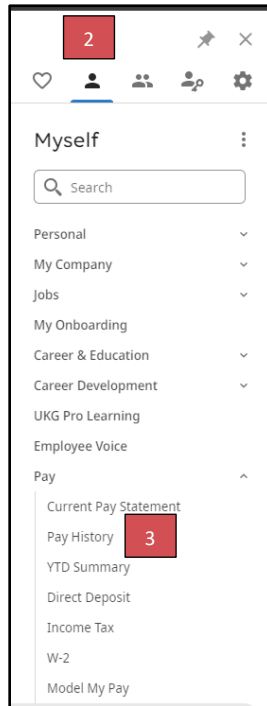 2
Myself
Search
Personal
My Company
Jobs
My Onboarding
Career & Education
Career Development
UKG Pro Learning
Employee Voice
Pay
Current Pay Statement
Pay History 3
YTD Summary
Direct Deposit
Income Tax
W-2
Model My Pay